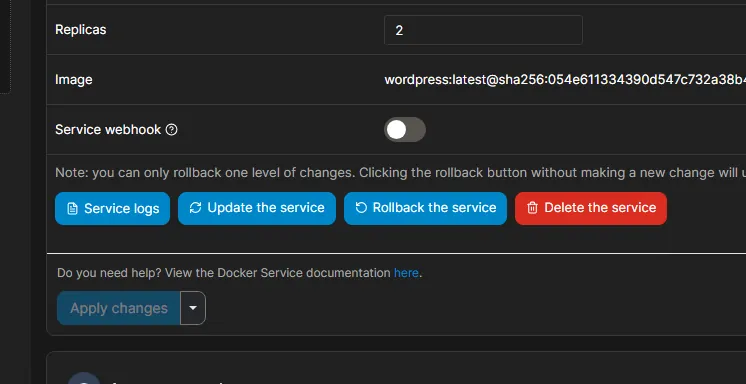 Replicas
2
Image
wordpress:latest@sha256:054e611334390d547c732a38b4
Service webhook
Note: you can only rollback one level of changes. Clicking the rollback button without making a new change will u
Service logs
Update the service
Rollback the service
Delete the service
Do you need help? View the Docker Service documentation here.
Apply changes